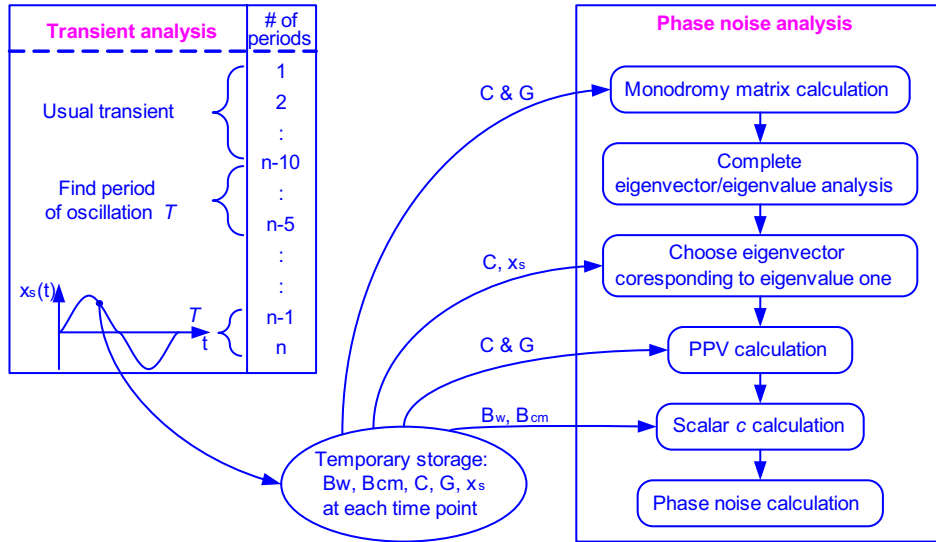 Transient analysis
# of
periods
Usual transient
1
2
:
n-10
Find period
of oscillation T
:
n-5
:
:
n-1
n
xs(t)
T
t
C & G
C, xs
C & G
Bw, Bcm
Temporary storage:
Bw, Bcm, C, G, xs
at each time point
Phase noise analysis
Monodromy matrix calculation
Complete
eigenvector/eigenvalue analysis
Choose eigenvector
coresponding to eigenvalue one
PPV calculation
Scalar c calculation
Phase noise calculation